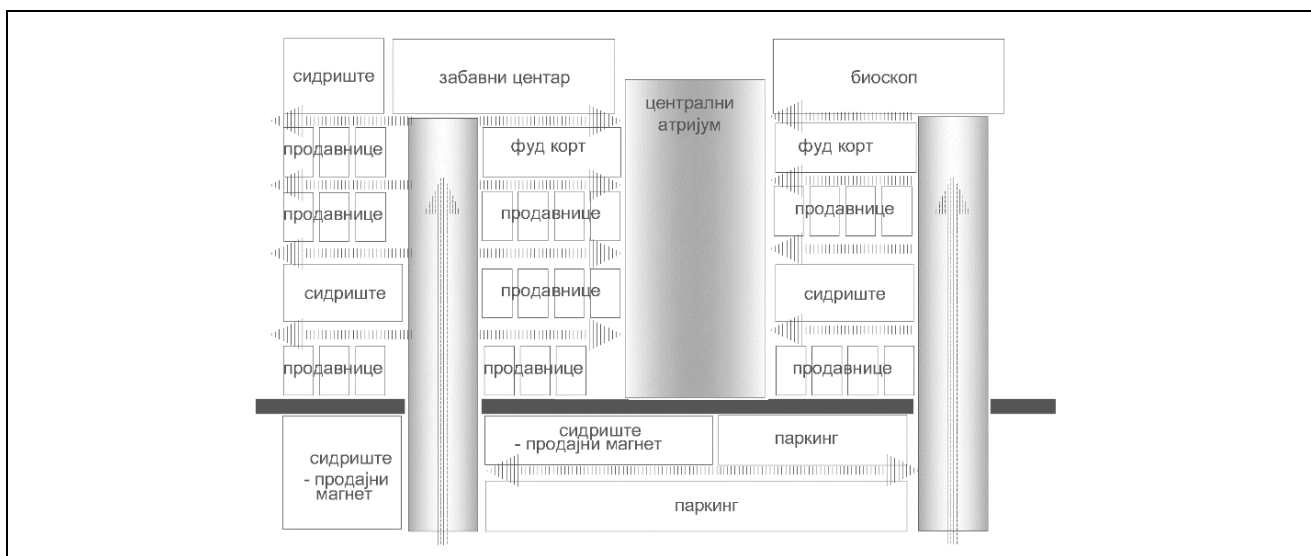 сидриште
забавни центар
биоскоп
централни
атријум
продавнице
фуд корт
фуд корт
продавнице
продавнице
продавнице
сидриште
продавнице
сидриште
продавнице
продавнице
продавнице
сидриште
- продајни
магнет
сидриште
- продајни магнет
паркинг
паркинг